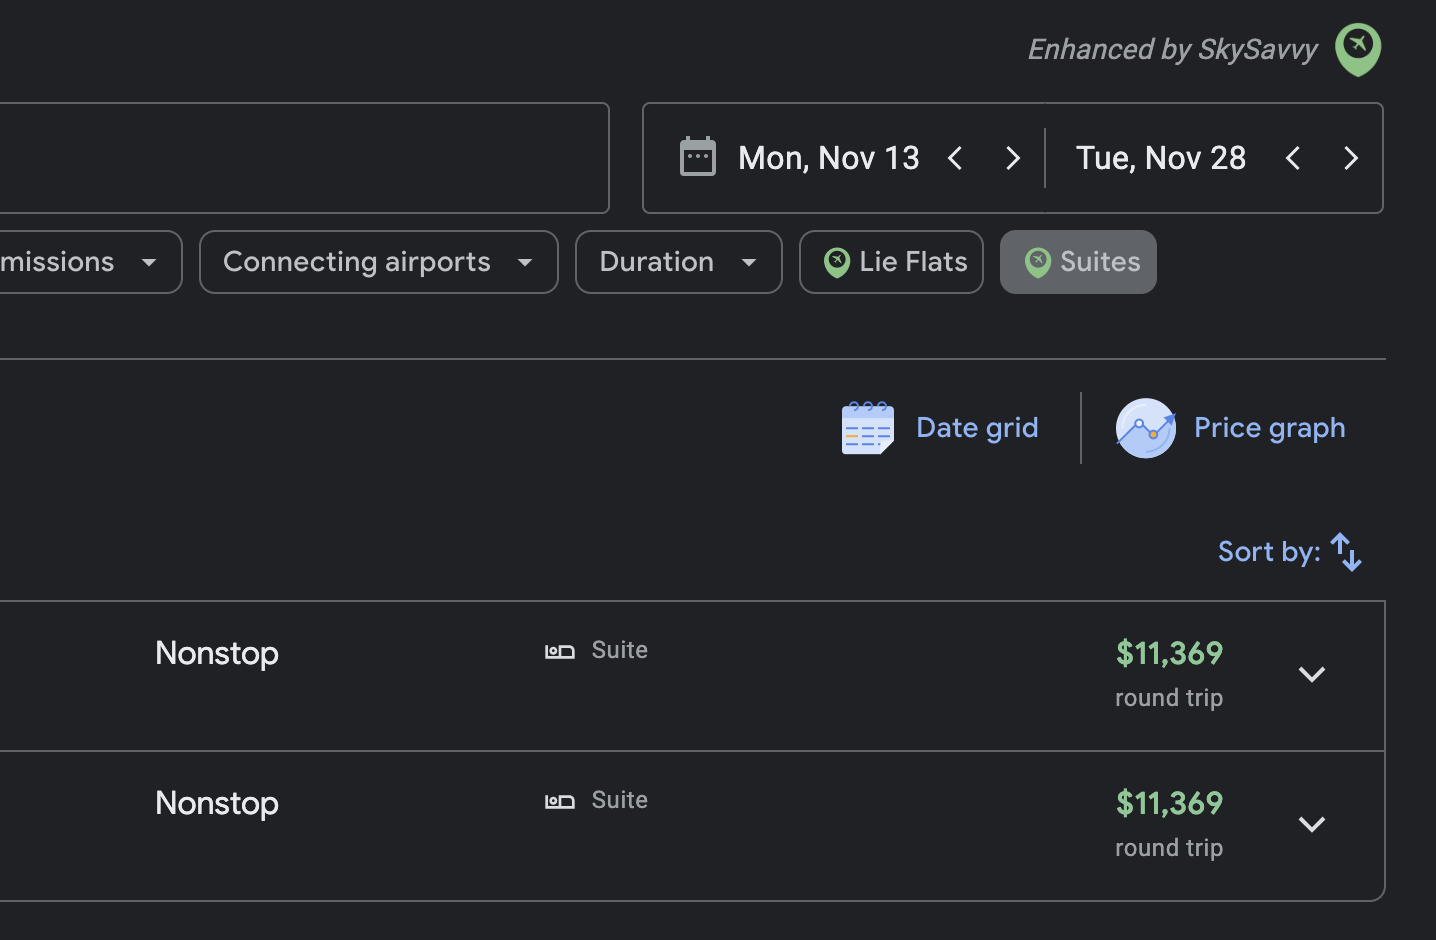 Enhanced by SkySavvy
Mon, Nov 13
Tue, Nov 28
missions
Connecting airports
Duration
Lie Flats
Suites
Date grid
Price graph
Sort by:
Nonstop
Suite
$11,369
round trip
Nonstop
Suite
$11,369
round trip